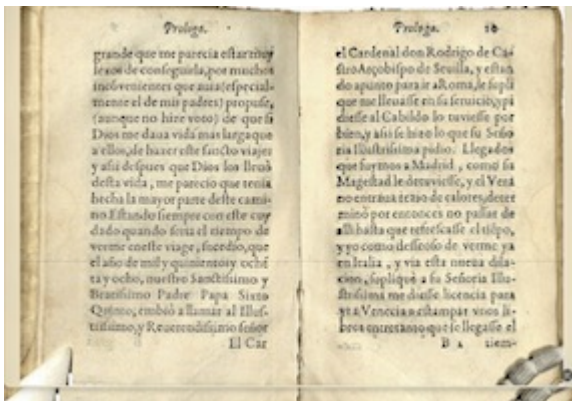 Prologo.
grande que me parecia estar muy
lexos de conseguirla, por muchos
inconvenientes que auia (especial-
mente el de mis padres) propuse,
(aunque no hize voto) de que si
Dios me daua vida mas larga que
a ellos, de hazer este sancto viaje:
y assi despues que Dios los lleuò
desta vida, me parecio que tenia
hecha la mayor parte deste cami-
no. Estando siempre con este cuy
dado quando seria el tiempo de
verme en este viage, sucedio, que
el año de mil y quinientos y ochē
ta y ocho, nuestro Sanctissimo y
Beatissimo Padre Papa Sixto
Quinto, embiò a llamar al Illus-
trissimo, y Reuerendissimo señor
El Car
Prologo. 10
el Cardenal don Rodrigo de Ca-
stro Arçobispo de Seuilla, y estan
do apunto para ir a Roma, le supli
que me lleuasse en su seruicio, y pi
diesse al Cabildo lo tuuiesse por
bien, y assi se hizo lo que su Seño
ria Illustrissima pidio. Llegados
que fuymos a Madrid, como su
Magestad le detuuiesse, y el Vera
no entraua rezio de calores, deter
minò por entonces no passar de
alli hasta que refrescasse el tiēpo,
y yo como desseoso de verme ya
en Italia, y via esta nueua dila-
cion, supliquè a su Señoria Illu-
strissima me diesse licencia para
yr a Venecia a estampar vnos li-
bros entretanto que se llegasse el
B 2 tiem-